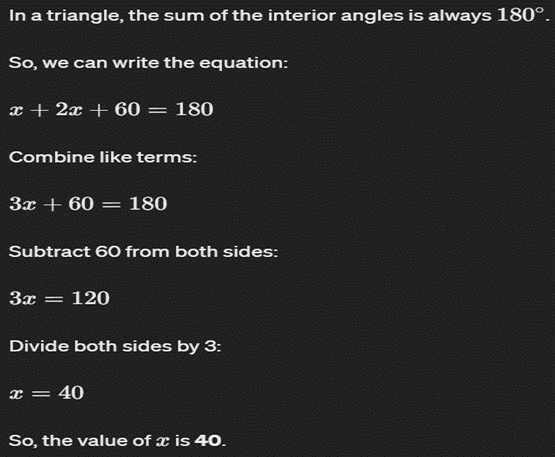 In a triangle, the sum of the interior angles is always 180°.
So, we can write the equation:
x + 2x + 60 = 180
Combine like terms:
3x + 60 = 180
Subtract 60 from both sides:
3x = 120
Divide both sides by 3:
x = 40
So, the value of x is 40.